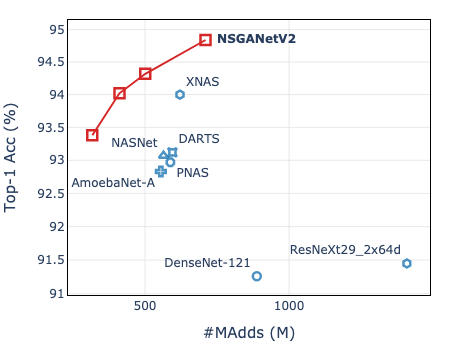 95
94.5
94
93.5
93
92.5
92
91.5
91
Top-1 Acc (%)
NSGANetV2
XNAS
NASNet
DARTS
PNAS
AmoebaNet-A
DenseNet-121
ResNeXt29_2x64d
500
1000
#MAdds (M)